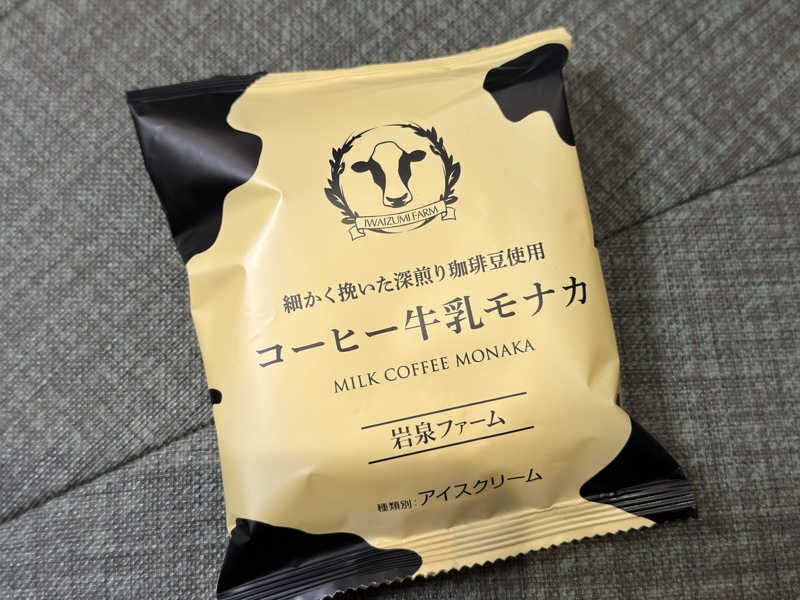 IWAIZUMI FARM
細かく挽いた深煎り珈琲豆使用
コーヒー牛乳モナカ
MILK COFFEE MONAKA
岩泉ファーム
種類別:アイスクリーム